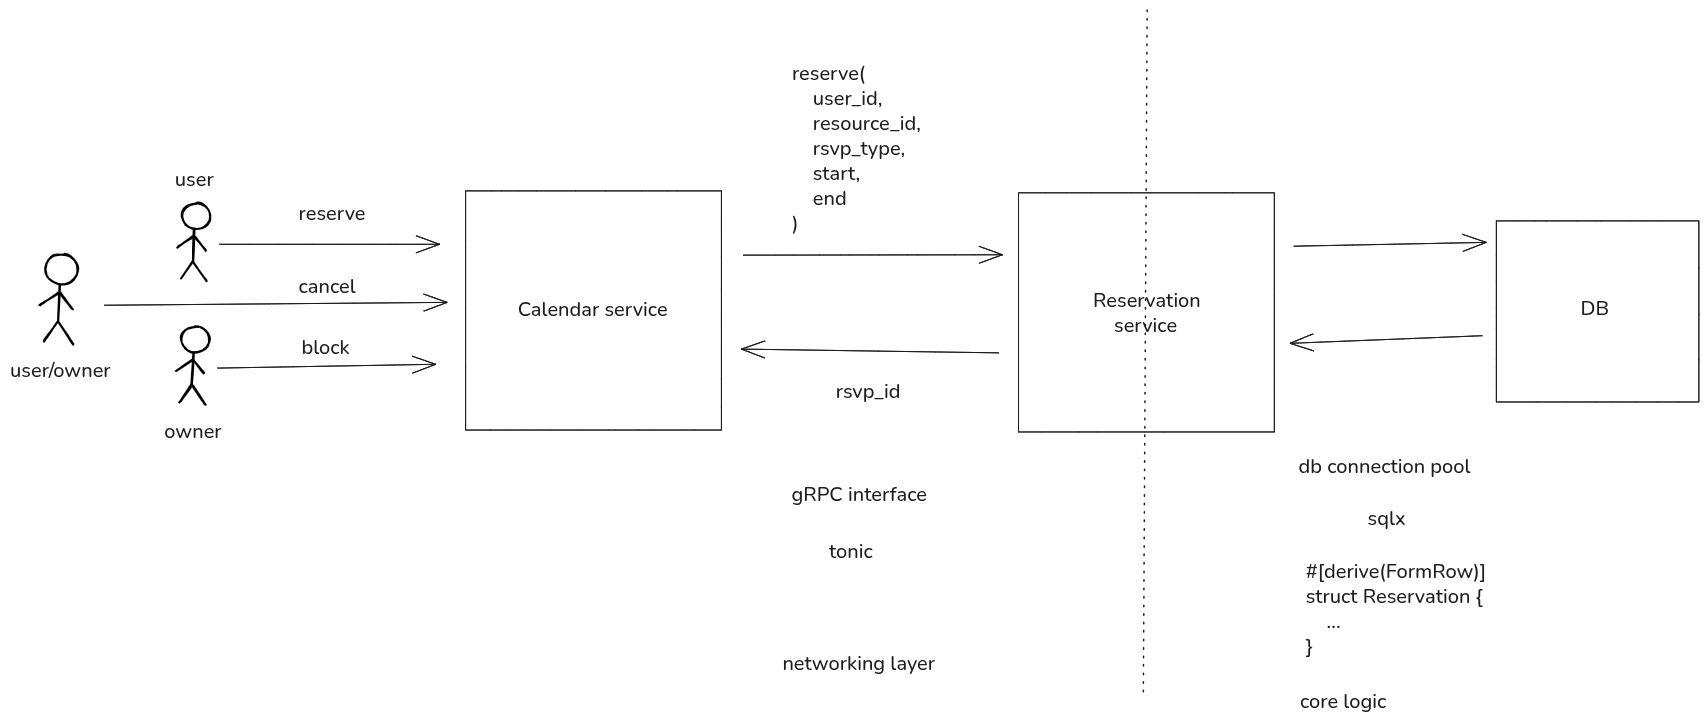 reserve(
user_id,
resource_id,
rsvp_type,
start,
end
)
user
reserve
cancel
block
user/owner
owner
Calendar service
rsvp_id
Reservation
service
DB
gRPC interface
tonic
networking layer
db connection pool
sqlx
#[derive(FormRow)]
struct Reservation {
...
}
core logic